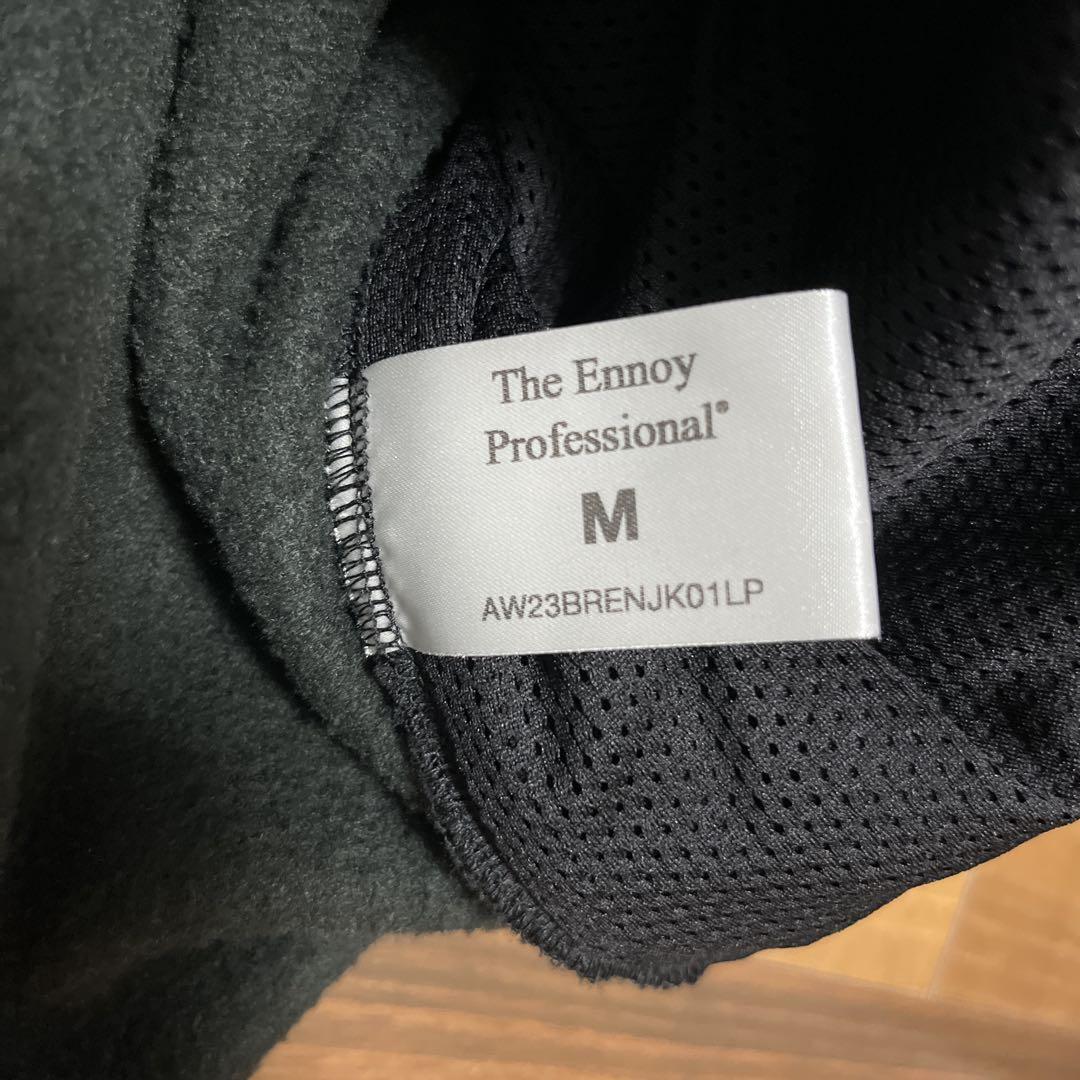 The Ennoy
Professional®
M
AW23BRENJK01LP